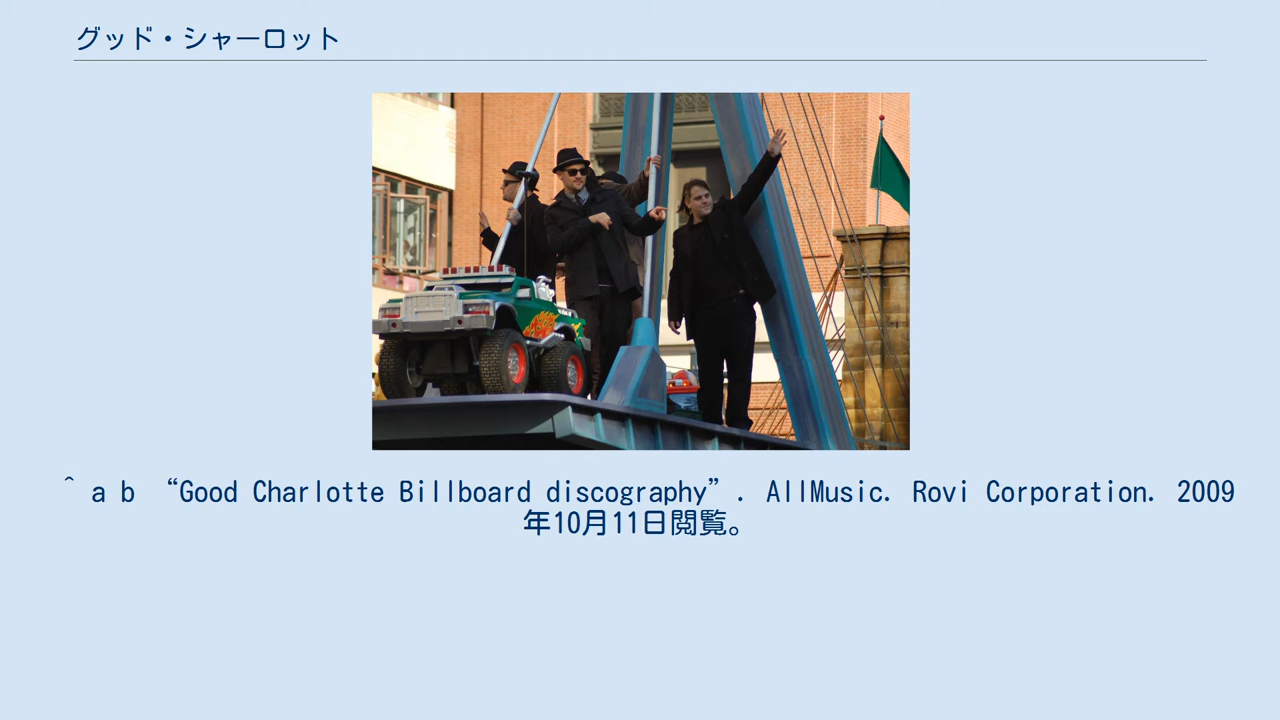 グッド・シャーロット
^ a b “Good Charlotte Billboard discography”. AllMusic. Rovi Corporation. 2009
年10月11日閲覧。